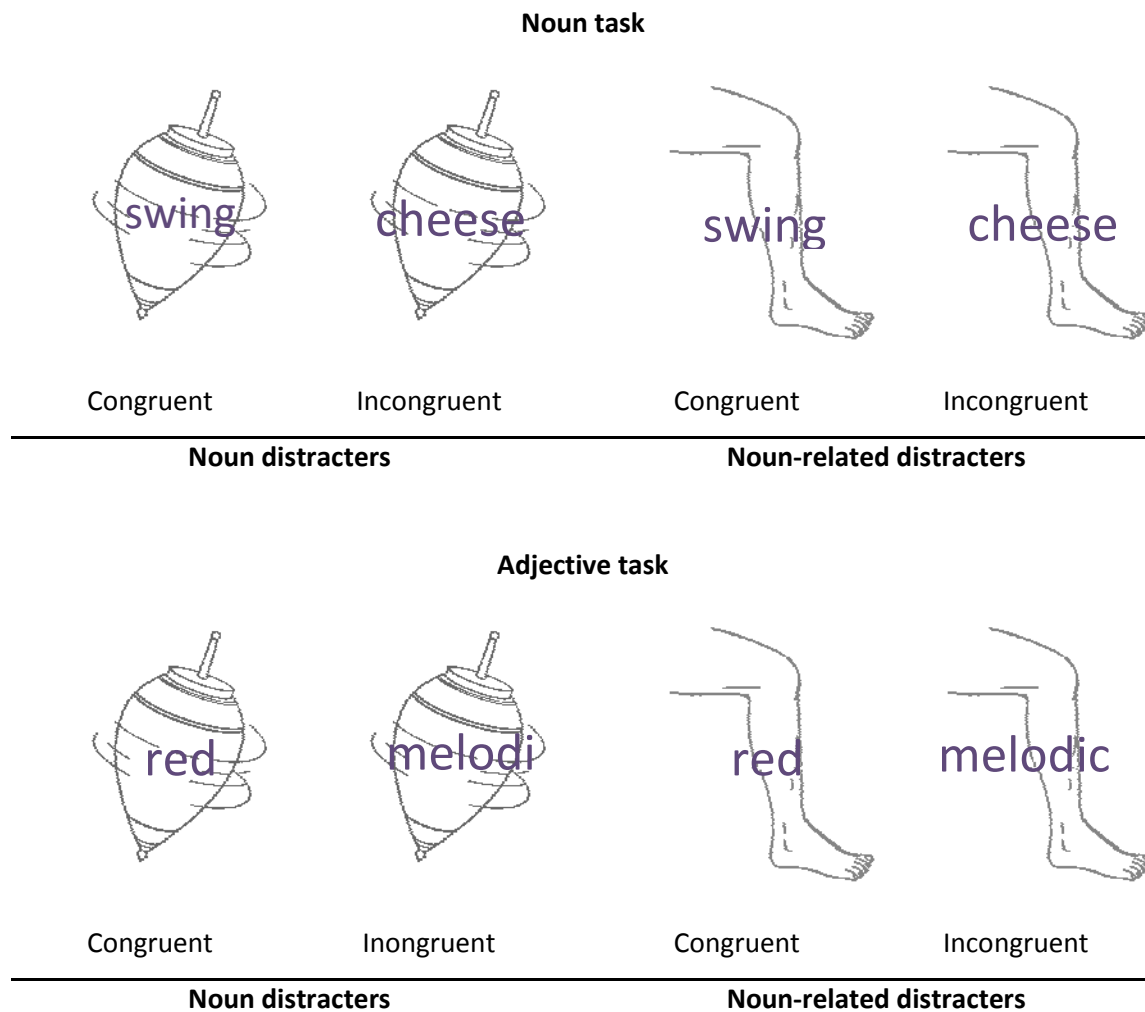 Noun task
swing cheese swing cheese
Congruent Incongruent Congruent Incongruent
Noun distracters Noun-related distracters
Adjective task
red melodi red melodic
Congruent Inongruent Congruent Incongruent
Noun distracters Noun-related distracters